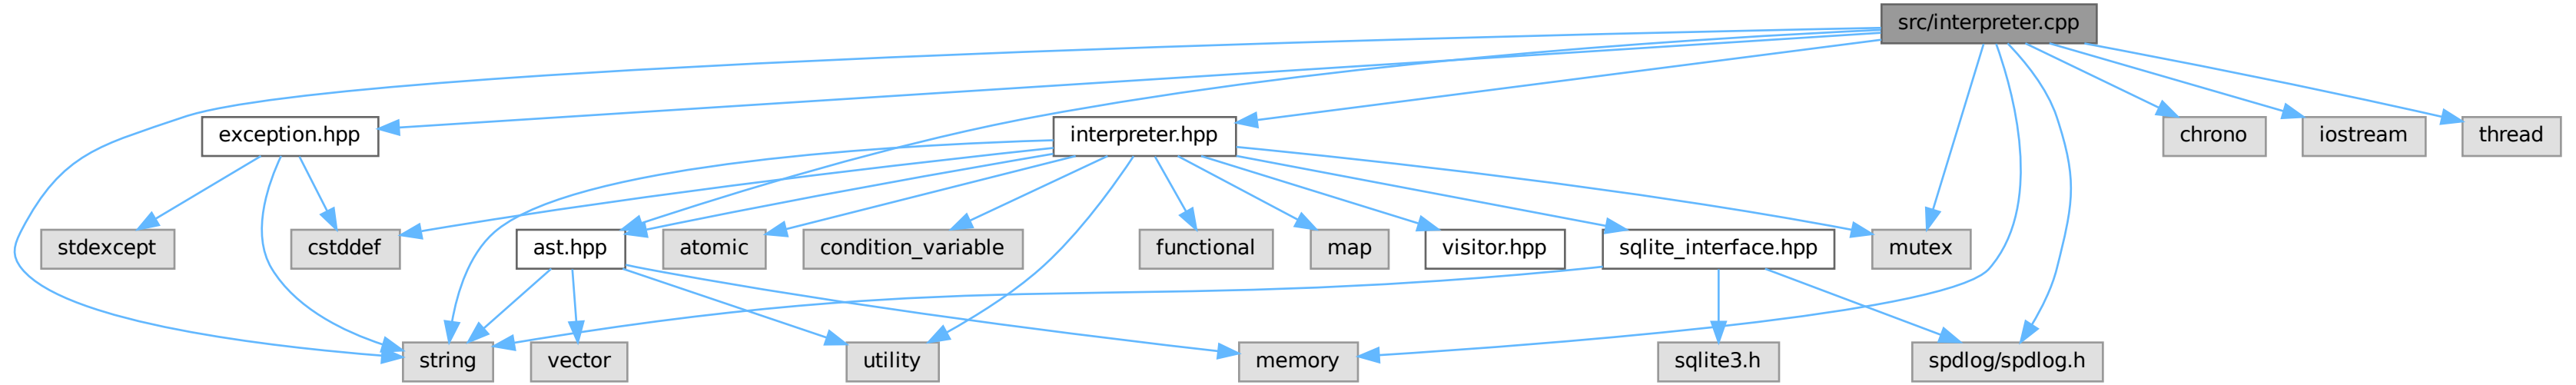 src/interpreter.cpp
exception.hpp
interpreter.hpp
chrono
iostream
thread
stdexcept
cstddef
ast.hpp
atomic
condition_variable
functional
map
visitor.hpp
sqlite_interface.hpp
mutex
string
vector
utility
memory
sqlite3.h
spdlog/spdlog.h